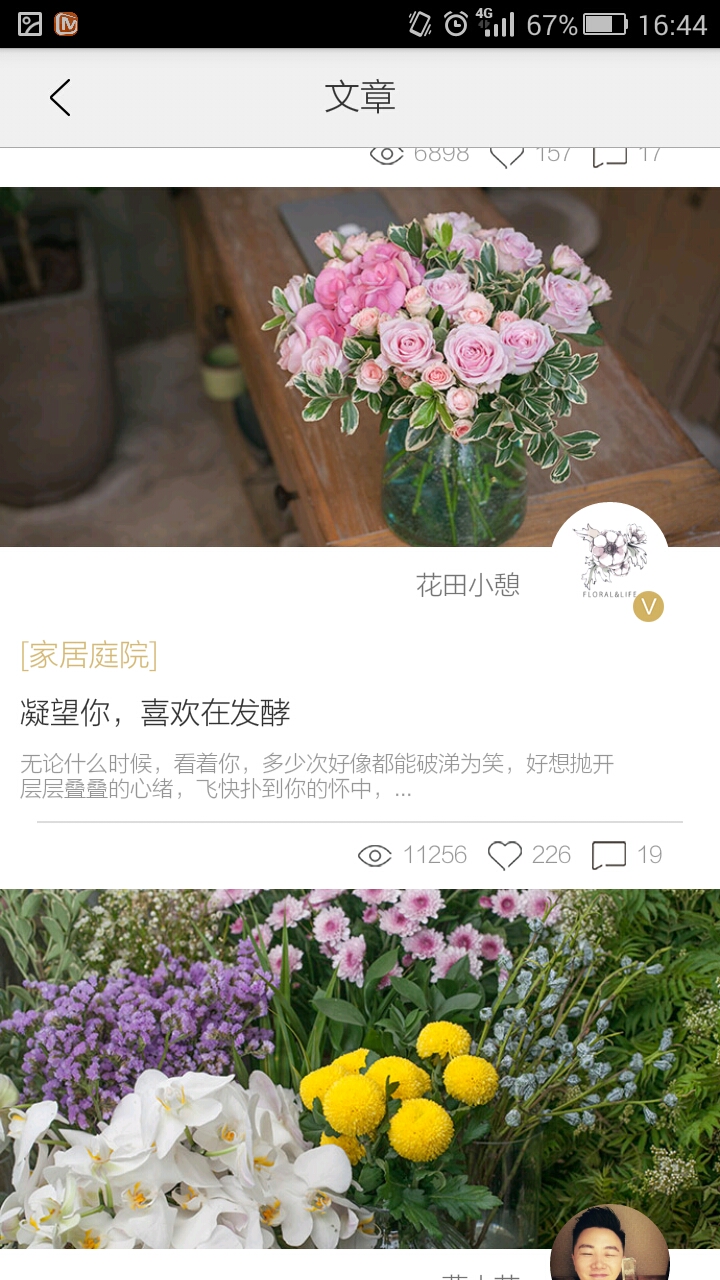 4G 67% 16:44
文章
6898 157 17
花田小憩
FLORAL&LIFE
V
[家居庭院]
凝望你，喜欢在发酵
无论什么时候，看着你，多少次好像都能破涕为笑，好想抛开
层层叠叠的心绪，飞快扑到你的怀中，...
11256 226 19